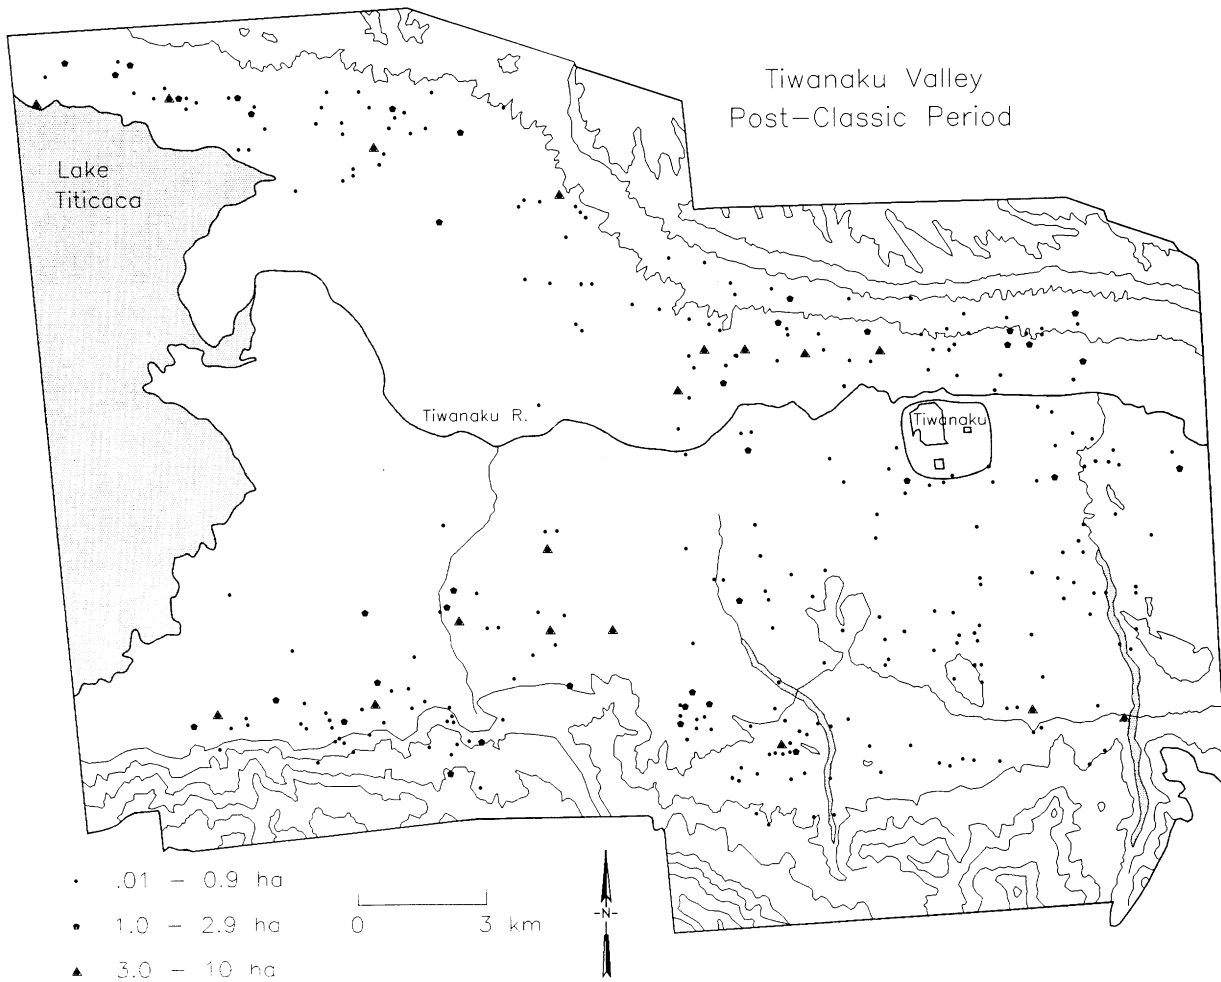 Tiwanaku Valley
Post-Classic Period
Lake
Titicaca
Tiwanaku R.
Tiwanaku
.01 - 0.9 ha
1.0 - 2.9 ha
3.0 - 10 ha
0 3 km
-N-